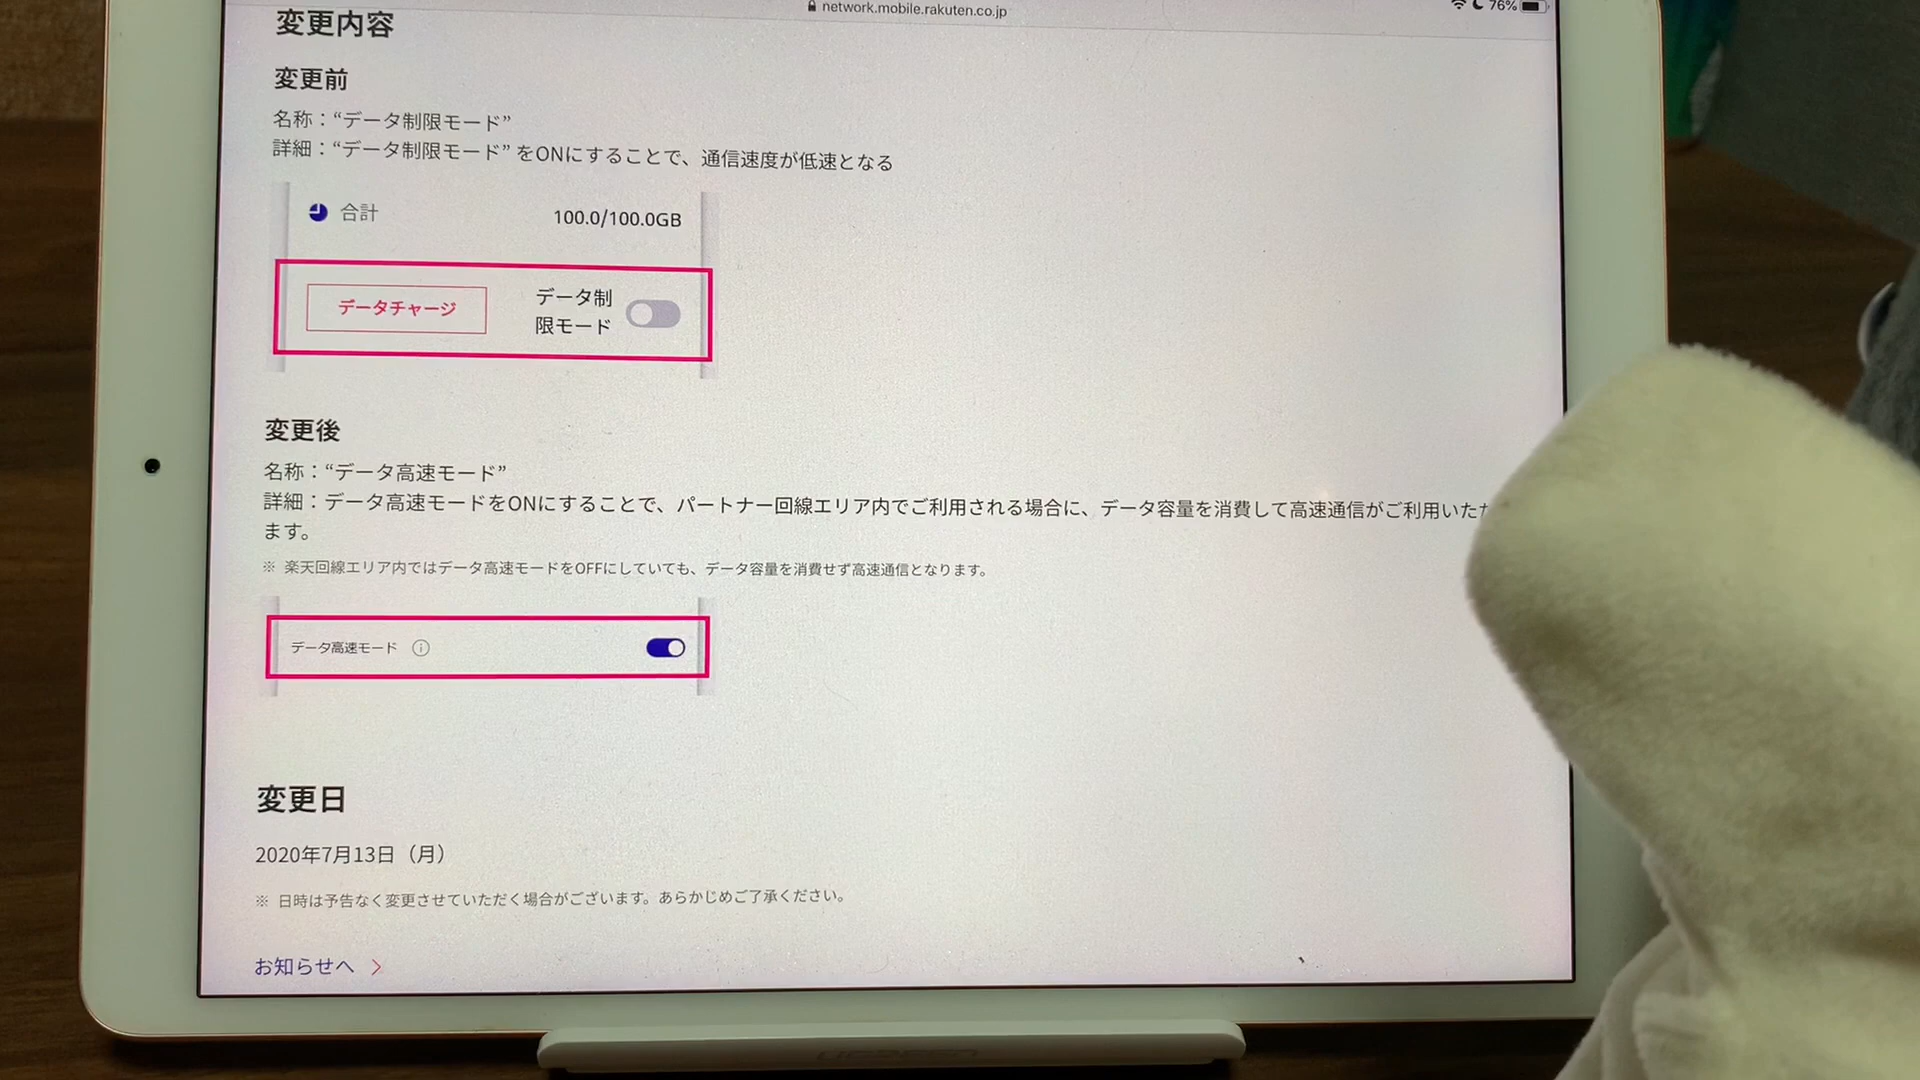 network.mobile.rakuten.co.jp
76%
変更内容
変更前
名称：“データ制限モード”
詳細：“データ制限モード” をONにすることで、通信速度が低速となる
合計 100.0/100.0GB
データチャージ
データ制
限モード
変更後
名称：“データ高速モード”
詳細：データ高速モードをONにすることで、パートナー回線エリア内でご利用される場合に、データ容量を消費して高速通信がご利用いた
ます。
※ 楽天回線エリア内ではデータ高速モードをOFFにしていても、データ容量を消費せず高速通信となります。
データ高速モード
変更日
2020年7月13日（月）
※ 日時は予告なく変更させていただく場合がございます。あらかじめご了承ください。
お知らせへ